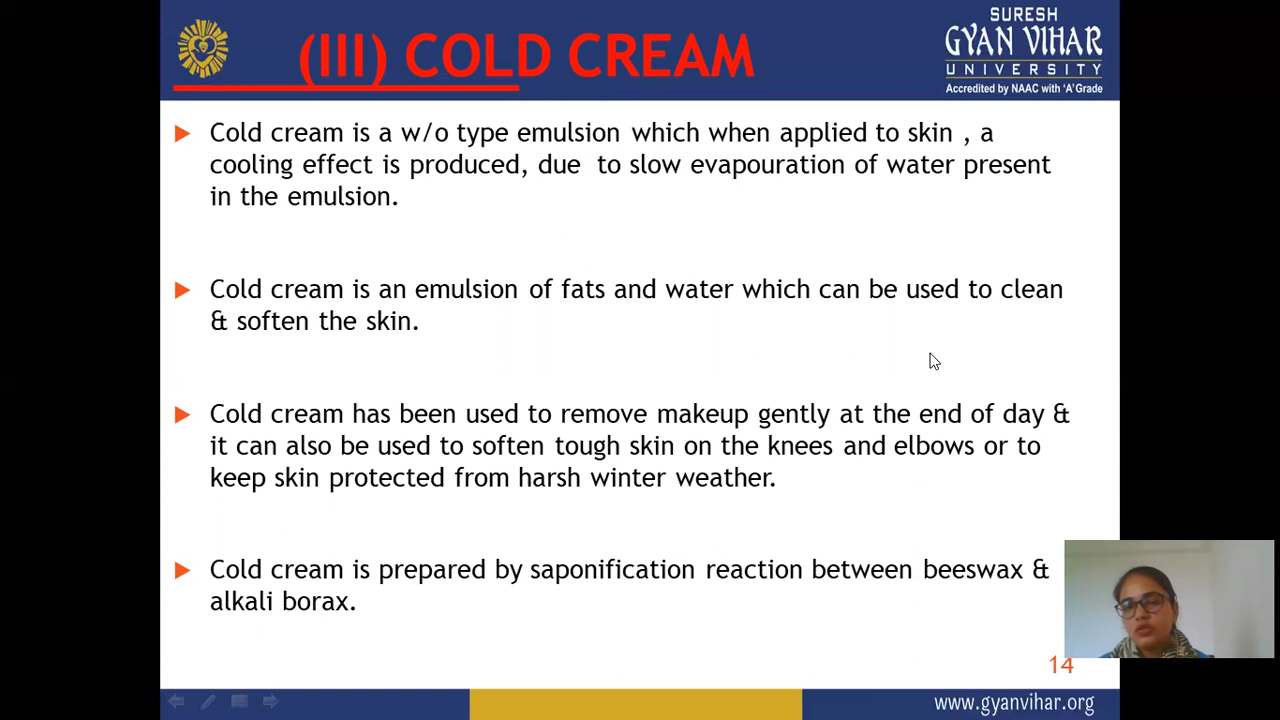 (III) COLD CREAM
SURESH
GYAN VIHAR
UNIVERSITY
Accredited by NAAC with 'A' Grade
Cold cream is a w/o type emulsion which when applied to skin , a
cooling effect is produced, due to slow evapouration of water present
in the emulsion.
Cold cream is an emulsion of fats and water which can be used to clean
& soften the skin.
Cold cream has been used to remove makeup gently at the end of day &
it can also be used to soften tough skin on the knees and elbows or to
keep skin protected from harsh winter weather.
Cold cream is prepared by saponification reaction between beeswax &
alkali borax.
14
www.gyanvihar.org